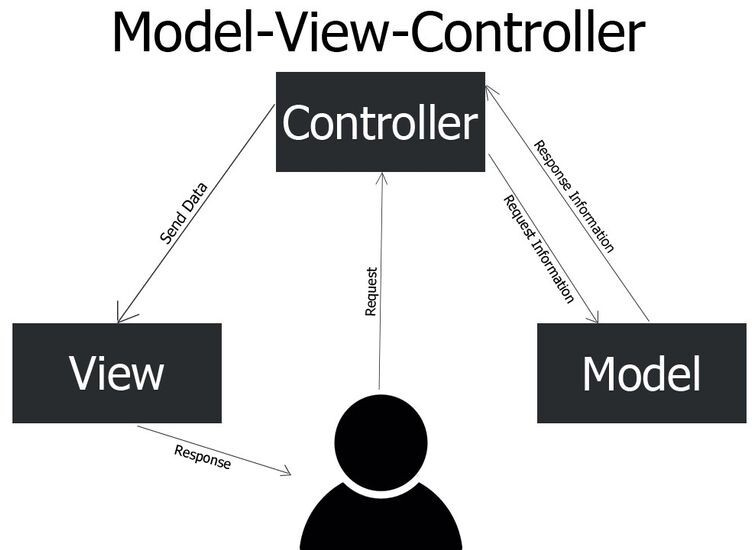 Model-View-Controller
Controller
Send Data
Response Information
Request Information
Request
View
Model
Response